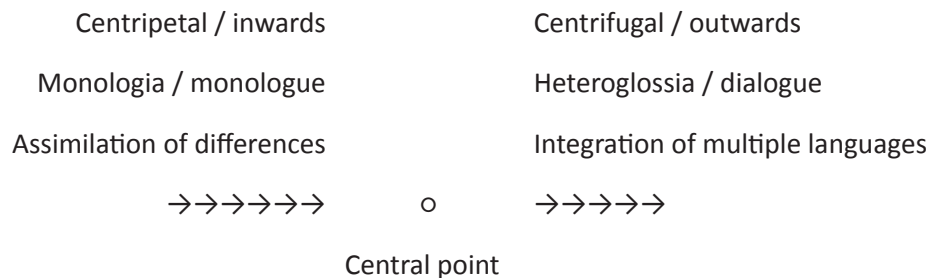 Centripetal / inwards Centrifugal / outwards
Monologia / monologue Heteroglossia / dialogue
Assimilation of differences Integration of multiple languages
→→→→→→ o →→→→→
Central point